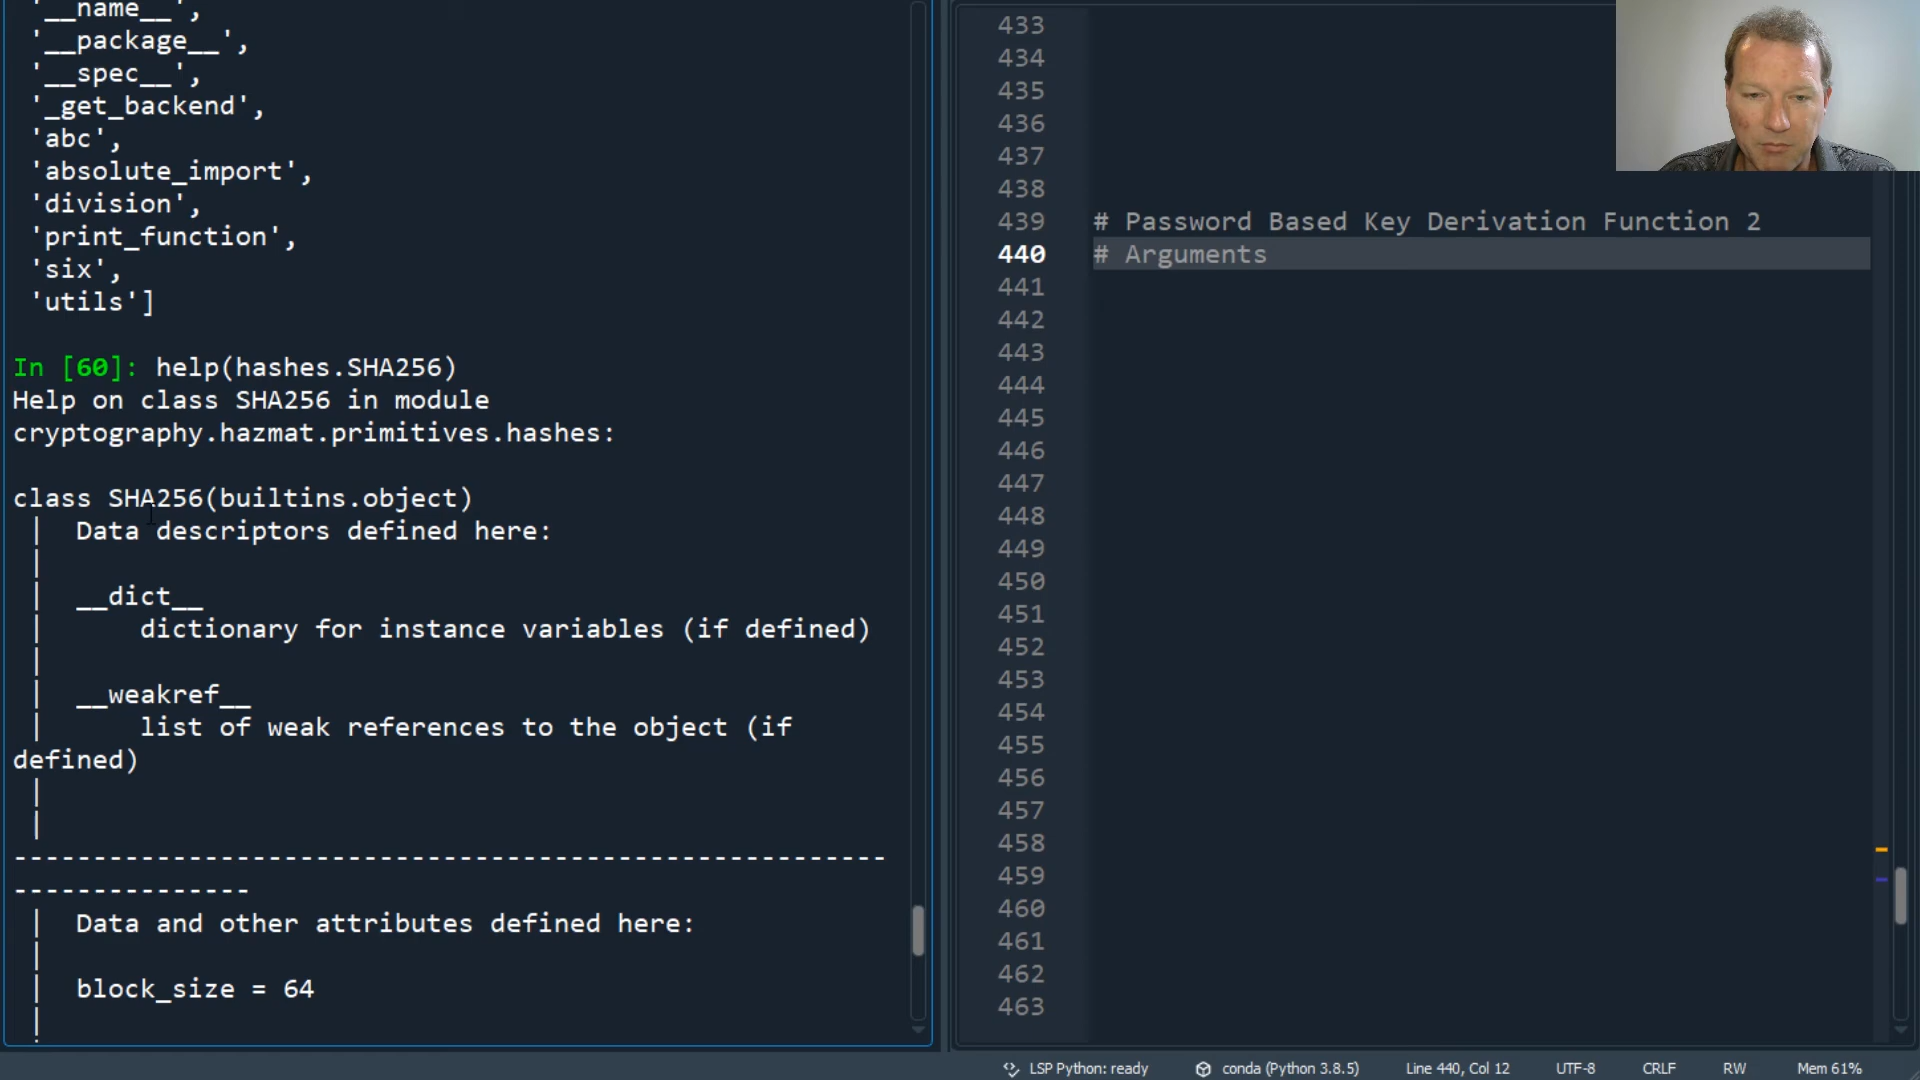 '__name__',
'__package__',
'__spec__',
'_get_backend',
'abc',
'absolute_import',
'division',
'print_function',
'six',
'utils']
In [60]: help(hashes.SHA256)
Help on class SHA256 in module
cryptography.hazmat.primitives.hashes:
class SHA256(builtins.object)
|  Data descriptors defined here:
|
|  __dict__
|      dictionary for instance variables (if defined)
|
|  __weakref__
|      list of weak references to the object (if
defined)
|
|
-------------------------------------------------------
---------------
|  Data and other attributes defined here:
|
|  block_size = 64
|
433
434
435
436
437
438
439 # Password Based Key Derivation Function 2
440 # Arguments
441
442
443
444
445
446
447
448
449
450
451
452
453
454
455
456
457
458
459
460
461
462
463
LSP Python: ready conda (Python 3.8.5) Line 440, Col 12 UTF-8 CRLF RW Mem 61%